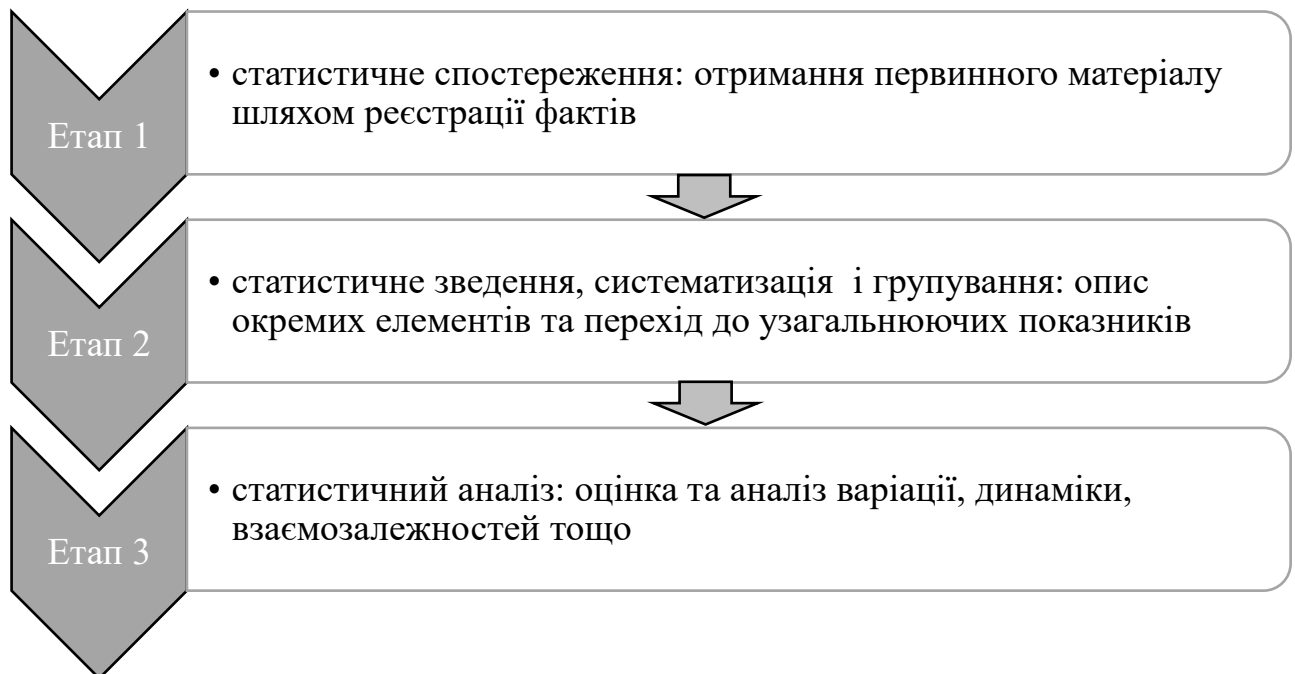 Етап 1
• статистичне спостереження: отримання первинного матеріалу
шляхом реєстрації фактів
Етап 2
• статистичне зведення, систематизація і групування: опис
окремих елементів та перехід до узагальнюючих показників
Етап 3
• статистичний аналіз: оцінка та аналіз варіації, динаміки,
взаємозалежностей тощо